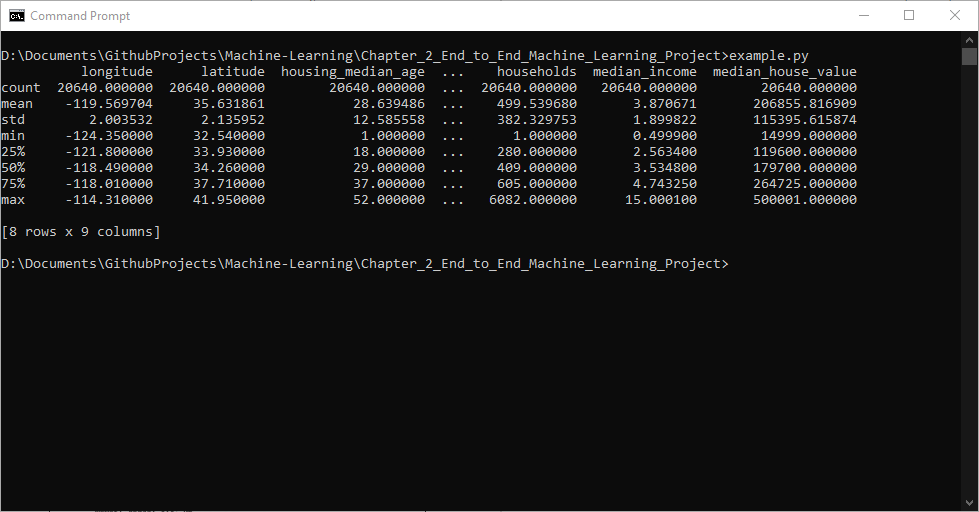 Command Prompt
D:\Documents\GithubProjects\Machine-Learning\Chapter_2_End_to_End_Machine_Learning_Project>example.py
longitude latitude housing_median_age ... households median_income median_house_value
count 20640.000000 20640.000000 20640.000000 ... 20640.000000 20640.000000 20640.000000
mean -119.569704 35.631861 28.639486 ... 499.539680 3.870671 206855.816909
std 2.003532 2.135952 12.585558 ... 382.329753 1.899822 115395.615874
min -124.350000 32.540000 1.000000 ... 1.000000 0.499900 14999.000000
25% -121.800000 33.930000 18.000000 ... 280.000000 2.563400 119600.000000
50% -118.490000 34.260000 29.000000 ... 409.000000 3.534800 179700.000000
75% -118.010000 37.710000 37.000000 ... 605.000000 4.743250 264725.000000
max -114.310000 41.950000 52.000000 ... 6082.000000 15.000100 500001.000000
[8 rows x 9 columns]
D:\Documents\GithubProjects\Machine-Learning\Chapter_2_End_to_End_Machine_Learning_Project>